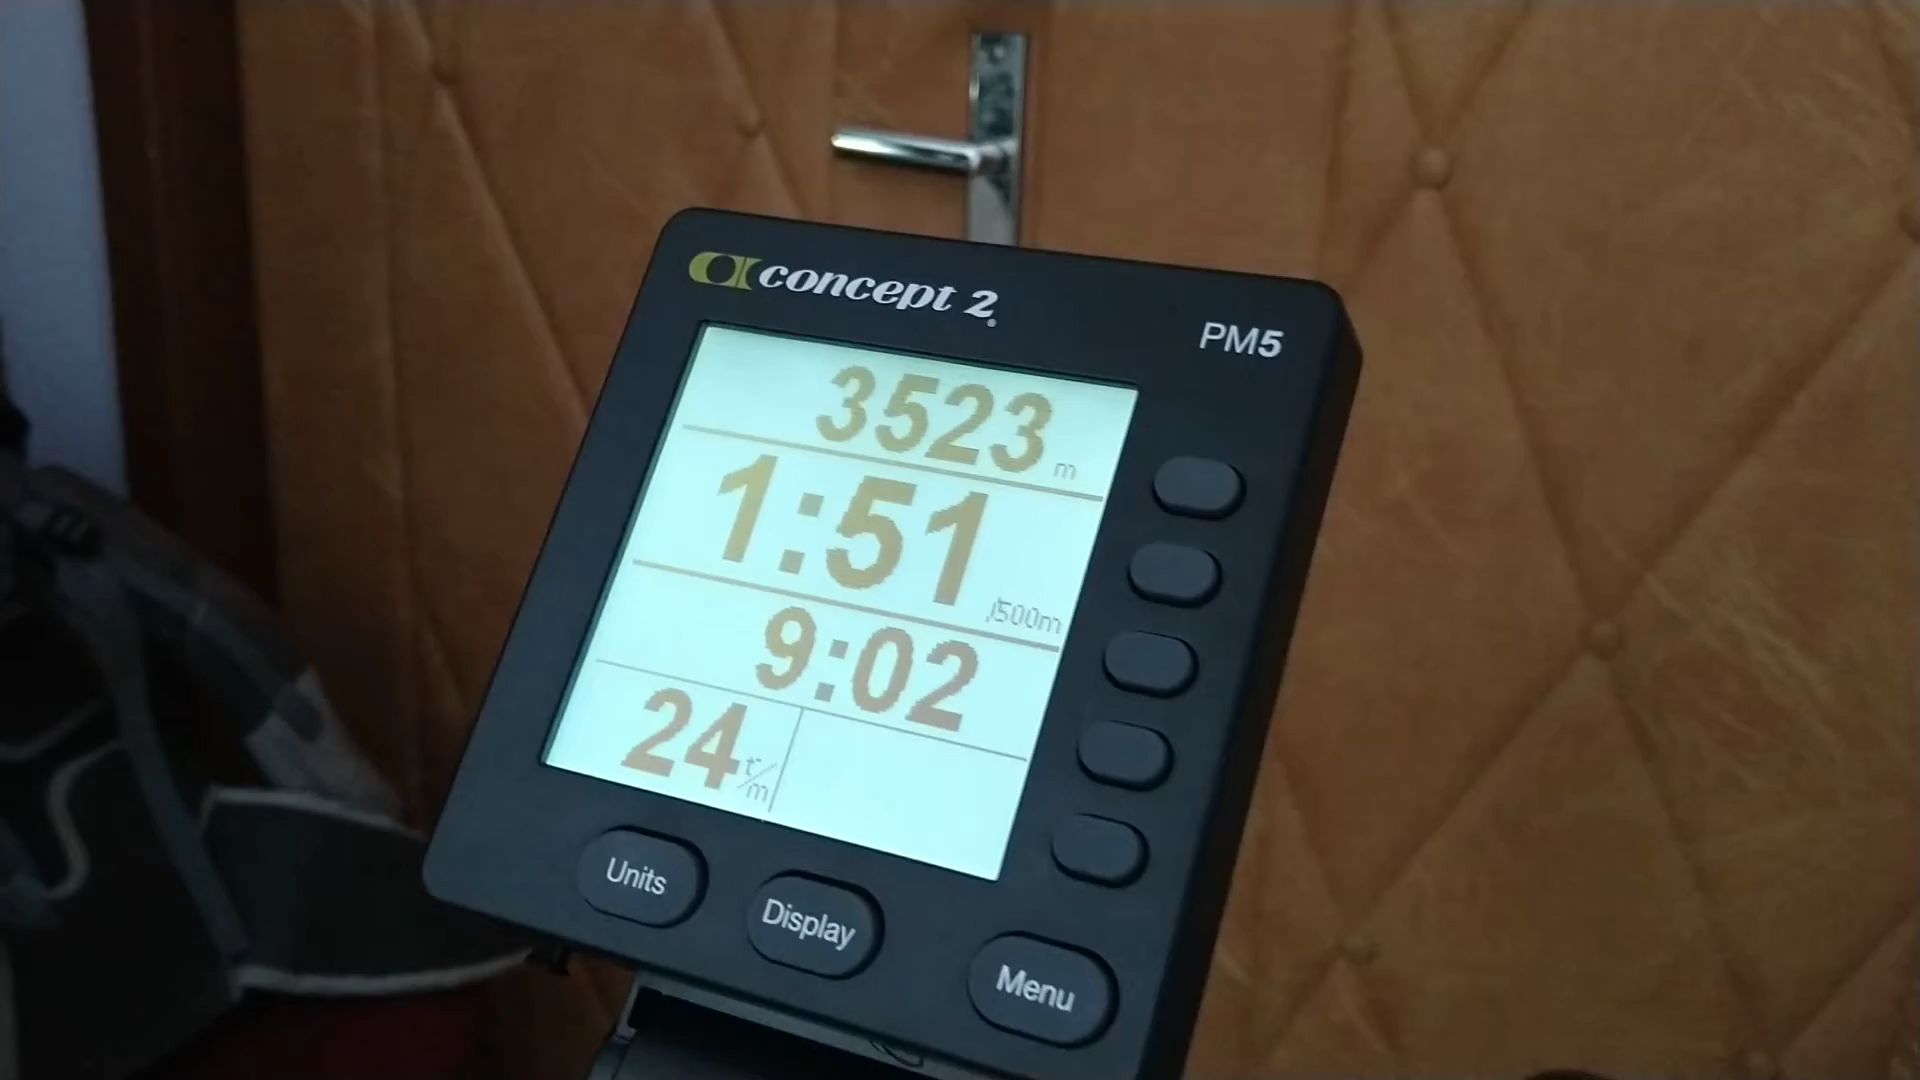 concept 2
PM5
3523 m
1:51 /500m
9:02
24 t/m
Units
Display
Menu